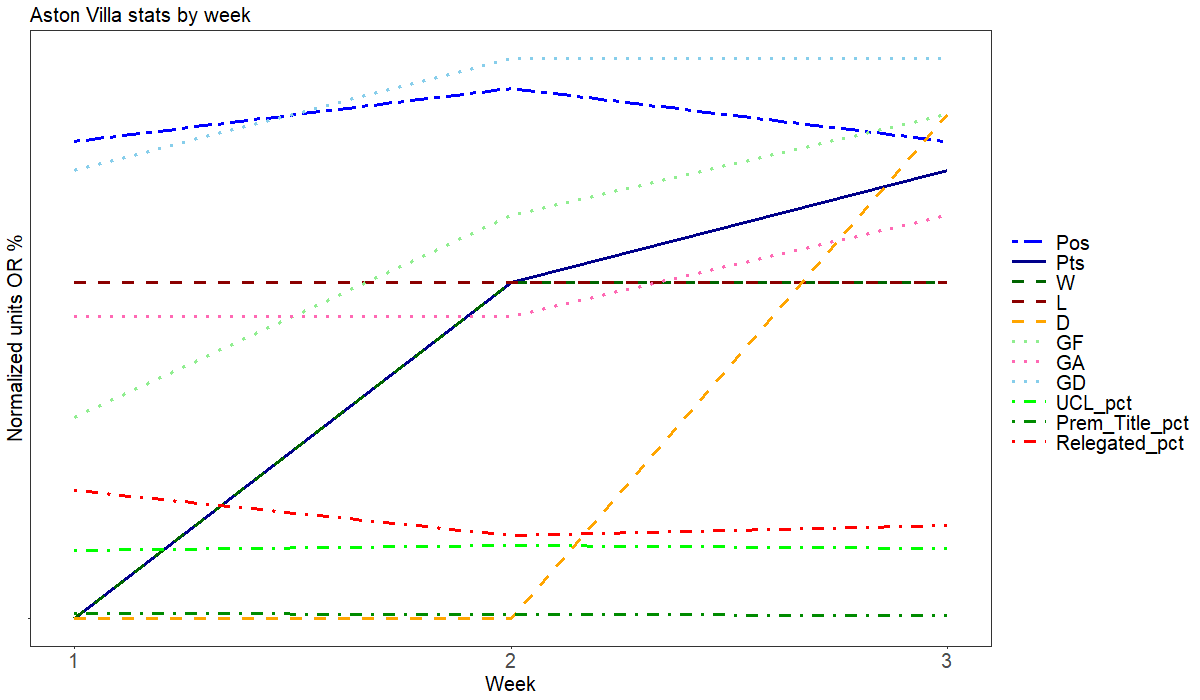 Aston Villa stats by week
Normalized units OR %
Pos
Pts
W
L
D
GF
GA
GD
UCL_pct
Prem_Title_pct
Relegated_pct
1
2
3
Week